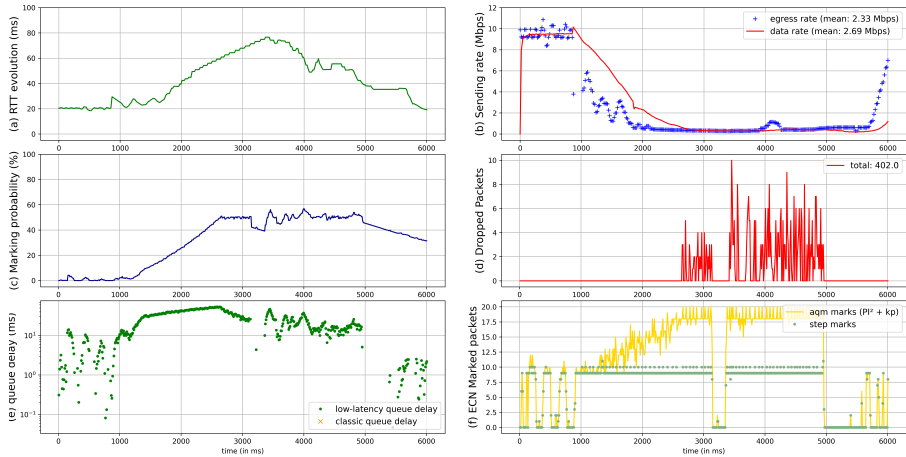 (a) RTT evolution (ms)
100
80
60
40
20
0
0 1000 2000 3000 4000 5000 6000
(b) Sending rate (Mbps)
12
10
8
6
4
2
0
egress rate (mean: 2.33 Mbps)
data rate (mean: 2.69 Mbps)
0 1000 2000 3000 4000 5000 6000
(c) Marking probability (%)
100
80
60
40
20
0
0 1000 2000 3000 4000 5000 6000
(d) Dropped Packets
10
8
6
4
2
0
total: 402.0
0 1000 2000 3000 4000 5000 6000
(e) queue delay (ms)
10¹
10⁰
10⁻¹
low-latency queue delay
classic queue delay
0 1000 2000 3000 4000 5000 6000
time (in ms)
(f) ECN Marked packets
20.0
17.5
15.0
12.5
10.0
7.5
5.0
2.5
0.0
aqm marks (PI² + kp)
step marks
0 1000 2000 3000 4000 5000 6000
time (in ms)